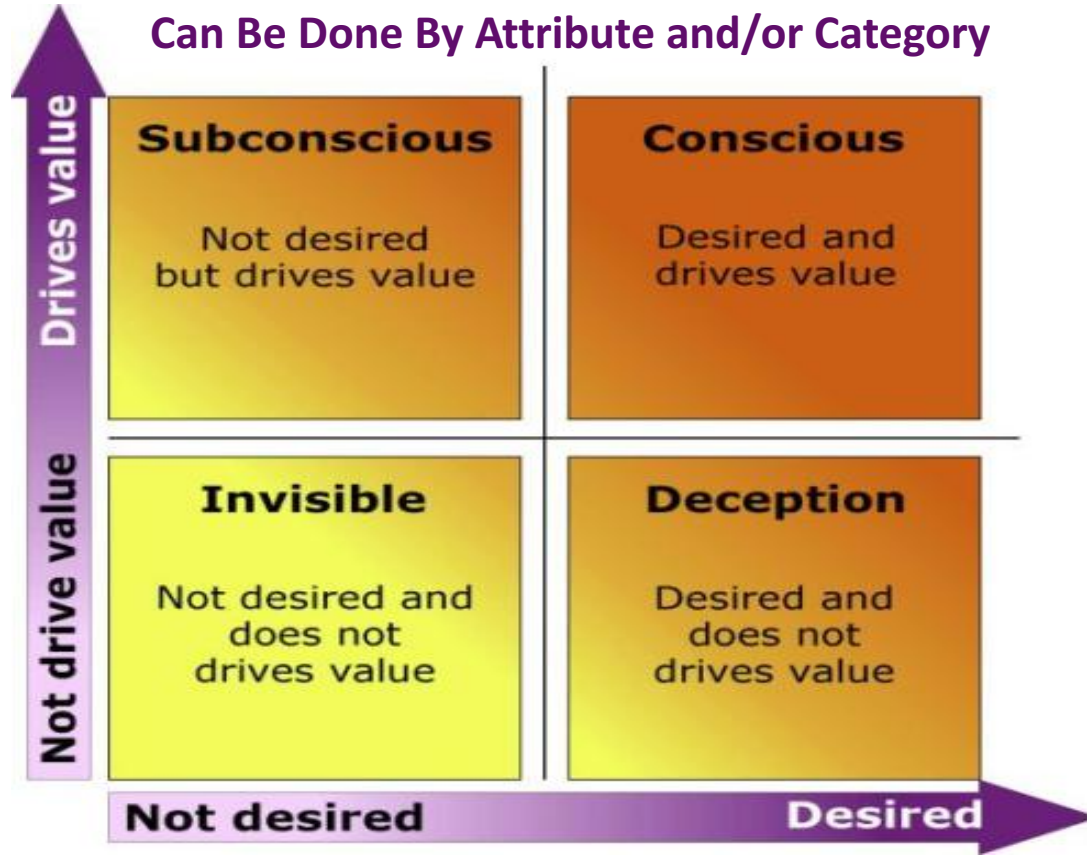 Can Be Done By Attribute and/or Category
Drives value
Not drive value
Subconscious
Not desired
but drives value
Conscious
Desired and
drives value
Invisible
Not desired and
does not
drives value
Deception
Desired and
does not
drives value
Not desired
Desired